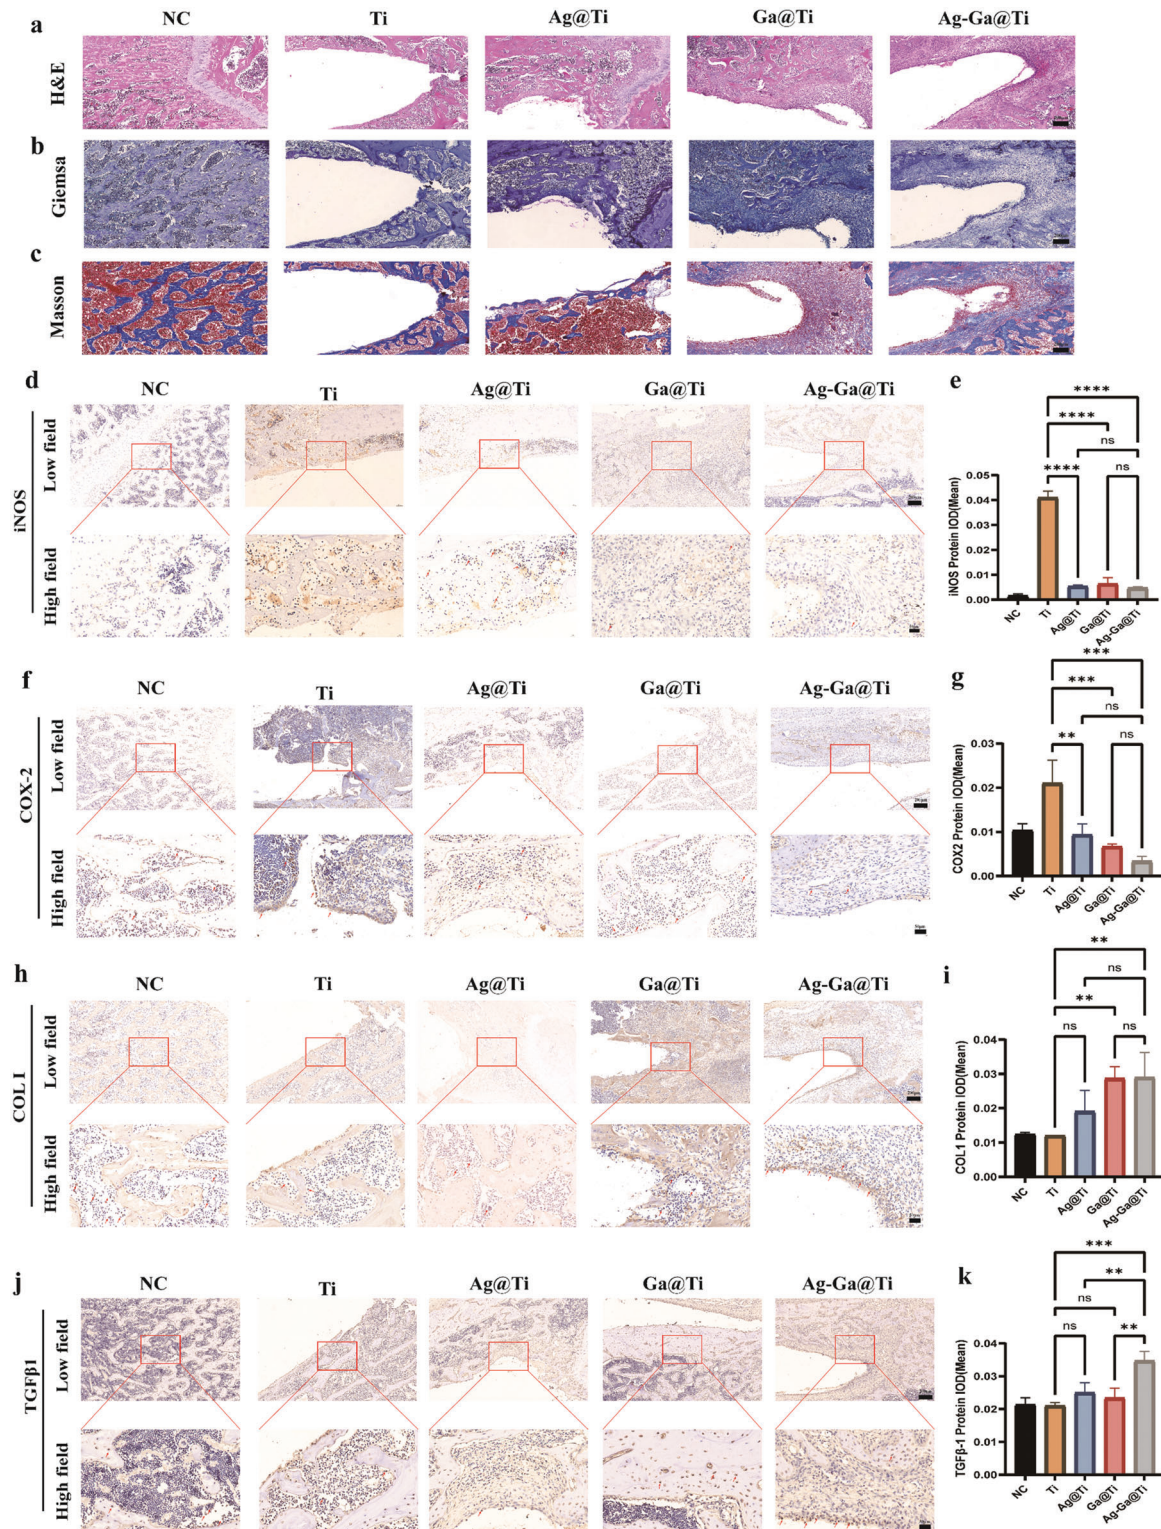 a
NC
Ti
Ag@Ti
Ga@Ti
Ag-Ga@Ti
H&E
b
Giemsa
c
Masson
d
NC
Ti
Ag@Ti
Ga@Ti
Ag-Ga@Ti
iNOS
Low field
High field
e
****
****
ns
****
ns
iNOS Protein IOD(Mean)
0.05
0.04
0.03
0.02
0.01
0.00
NC
Ti
Ag@Ti
Ga@Ti
Ag-Ga@Ti
f
NC
Ti
Ag@Ti
Ga@Ti
Ag-Ga@Ti
COX-2
Low field
High field
g
***
***
ns
**
ns
COX2 Protein IOD(Mean)
0.03
0.02
0.01
0.00
NC
Ti
Ag@Ti
Ga@Ti
Ag-Ga@Ti
h
NC
Ti
Ag@Ti
Ga@Ti
Ag-Ga@Ti
COL1
Low field
High field
i
**
ns
**
ns
ns
COL1 Protein IOD(Mean)
0.04
0.03
0.02
0.01
0.00
NC
Ti
Ag@Ti
Ga@Ti
Ag-Ga@Ti
j
NC
Ti
Ag@Ti
Ga@Ti
Ag-Ga@Ti
TGFβ1
Low field
High field
k
***
**
ns
ns
**
TGFβ-1 Protein IOD(Mean)
0.04
0.03
0.02
0.01
0.00
NC
Ti
Ag@Ti
Ga@Ti
Ag-Ga@Ti